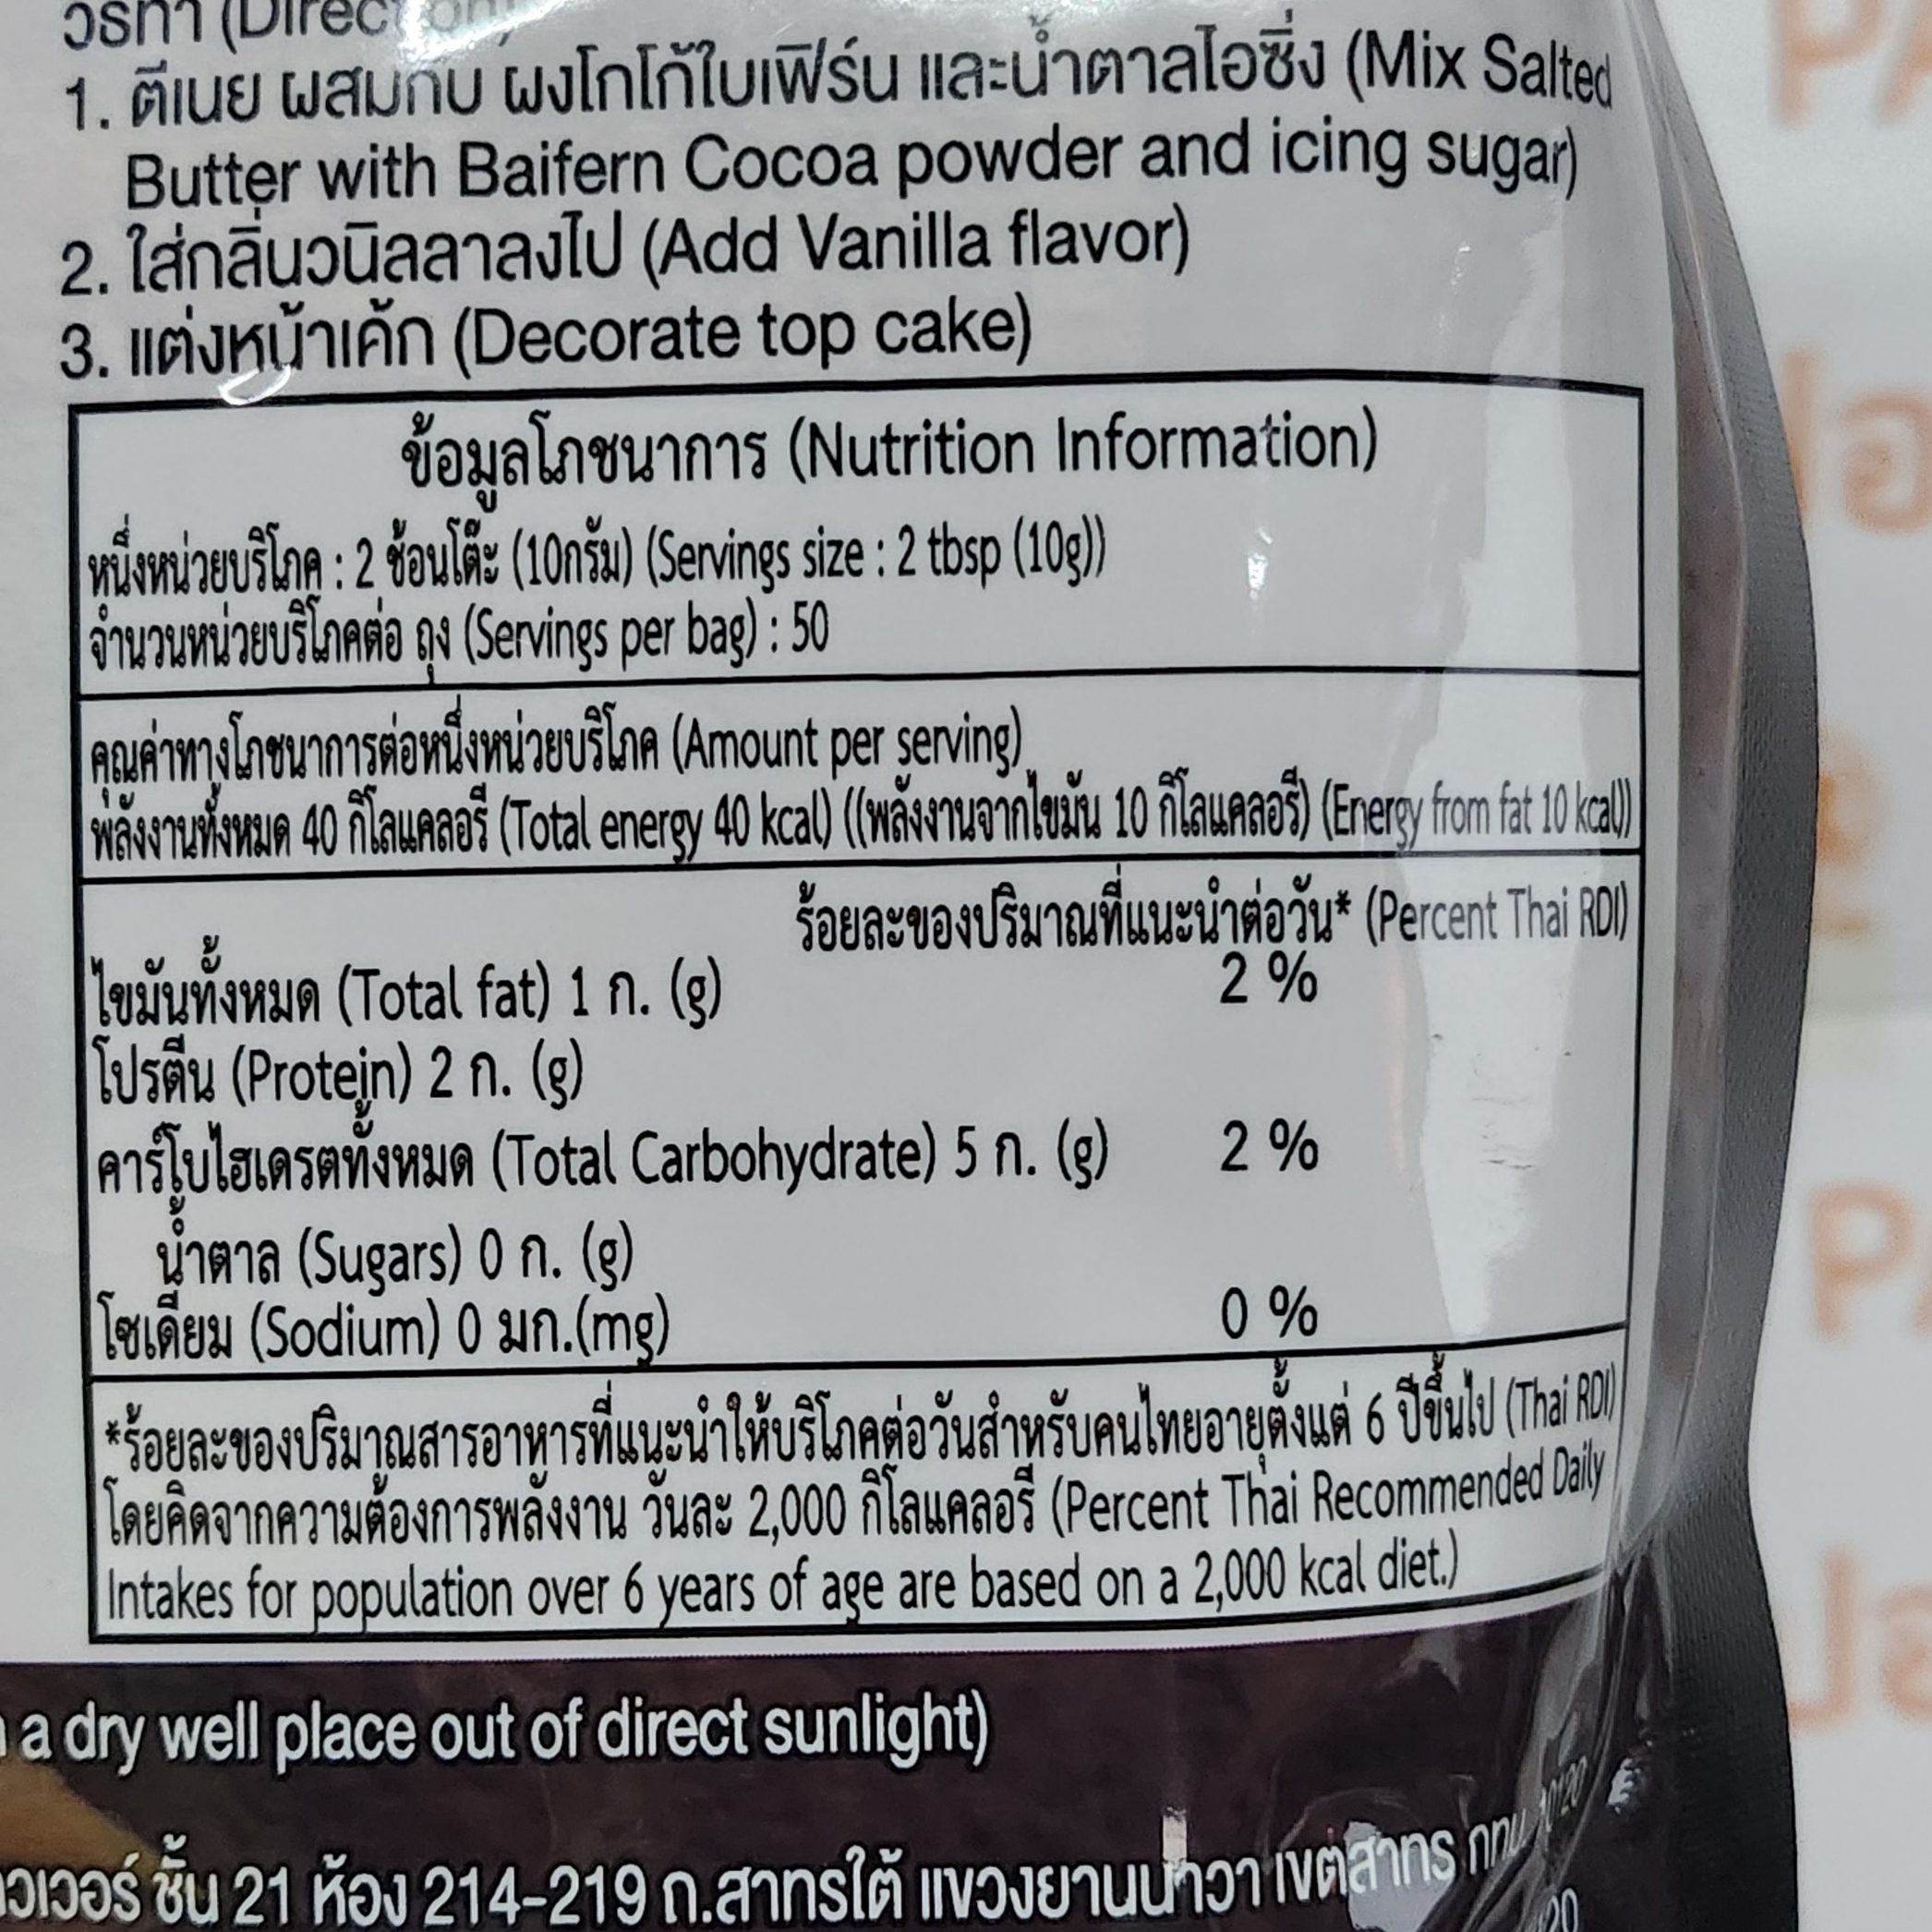 วิธีทำ (Direction)
1. ตีเนย ผสมกับ ผงโกโก้ใบเฟิร์น และน้ำตาลไอซิ่ง (Mix Salted
Butter with Baifern Cocoa powder and icing sugar)
2. ใส่กลิ่นวนิลลาลงไป (Add Vanilla flavor)
3. แต่งหน้าเค้ก (Decorate top cake)
ข้อมูลโภชนาการ (Nutrition Information)
หนึ่งหน่วยบริโภค : 2 ช้อนโต๊ะ (10กรัม) (Servings size : 2 tbsp (10g))
จำนวนหน่วยบริโภคต่อ ถุง (Servings per bag) : 50
คุณค่าทางโภชนาการต่อหนึ่งหน่วยบริโภค (Amount per serving)
พลังงานทั้งหมด 40 กิโลแคลอรี (Total energy 40 kcal) ((พลังงานจากไขมัน 10 กิโลแคลอรี) (Energy from fat 10 kcal))
ร้อยละของปริมาณที่แนะนำต่อวัน* (Percent Thai RDI)
ไขมันทั้งหมด (Total fat) 1 ก. (g) 2 %
โปรตีน (Protein) 2 ก. (g)
คาร์โบไฮเดรตทั้งหมด (Total Carbohydrate) 5 ก. (g) 2 %
น้ำตาล (Sugars) 0 ก. (g)
โซเดียม (Sodium) 0 มก.(mg) 0 %
*ร้อยละของปริมาณสารอาหารที่แนะนำให้บริโภคต่อวันสำหรับคนไทยอายุตั้งแต่ 6 ปีขึ้นไป (Thai RDI)
โดยคิดจากความต้องการพลังงาน วันละ 2,000 กิโลแคลอรี (Percent Thai Recommended Daily
Intakes for population over 6 years of age are based on a 2,000 kcal diet.)
a dry well place out of direct sunlight)
ชั้น 21 ห้อง 214-219 ถ.สาทรใต้ แขวงยานนาวา เขตสาทร